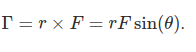 Γ = r × F = rF sin(θ).